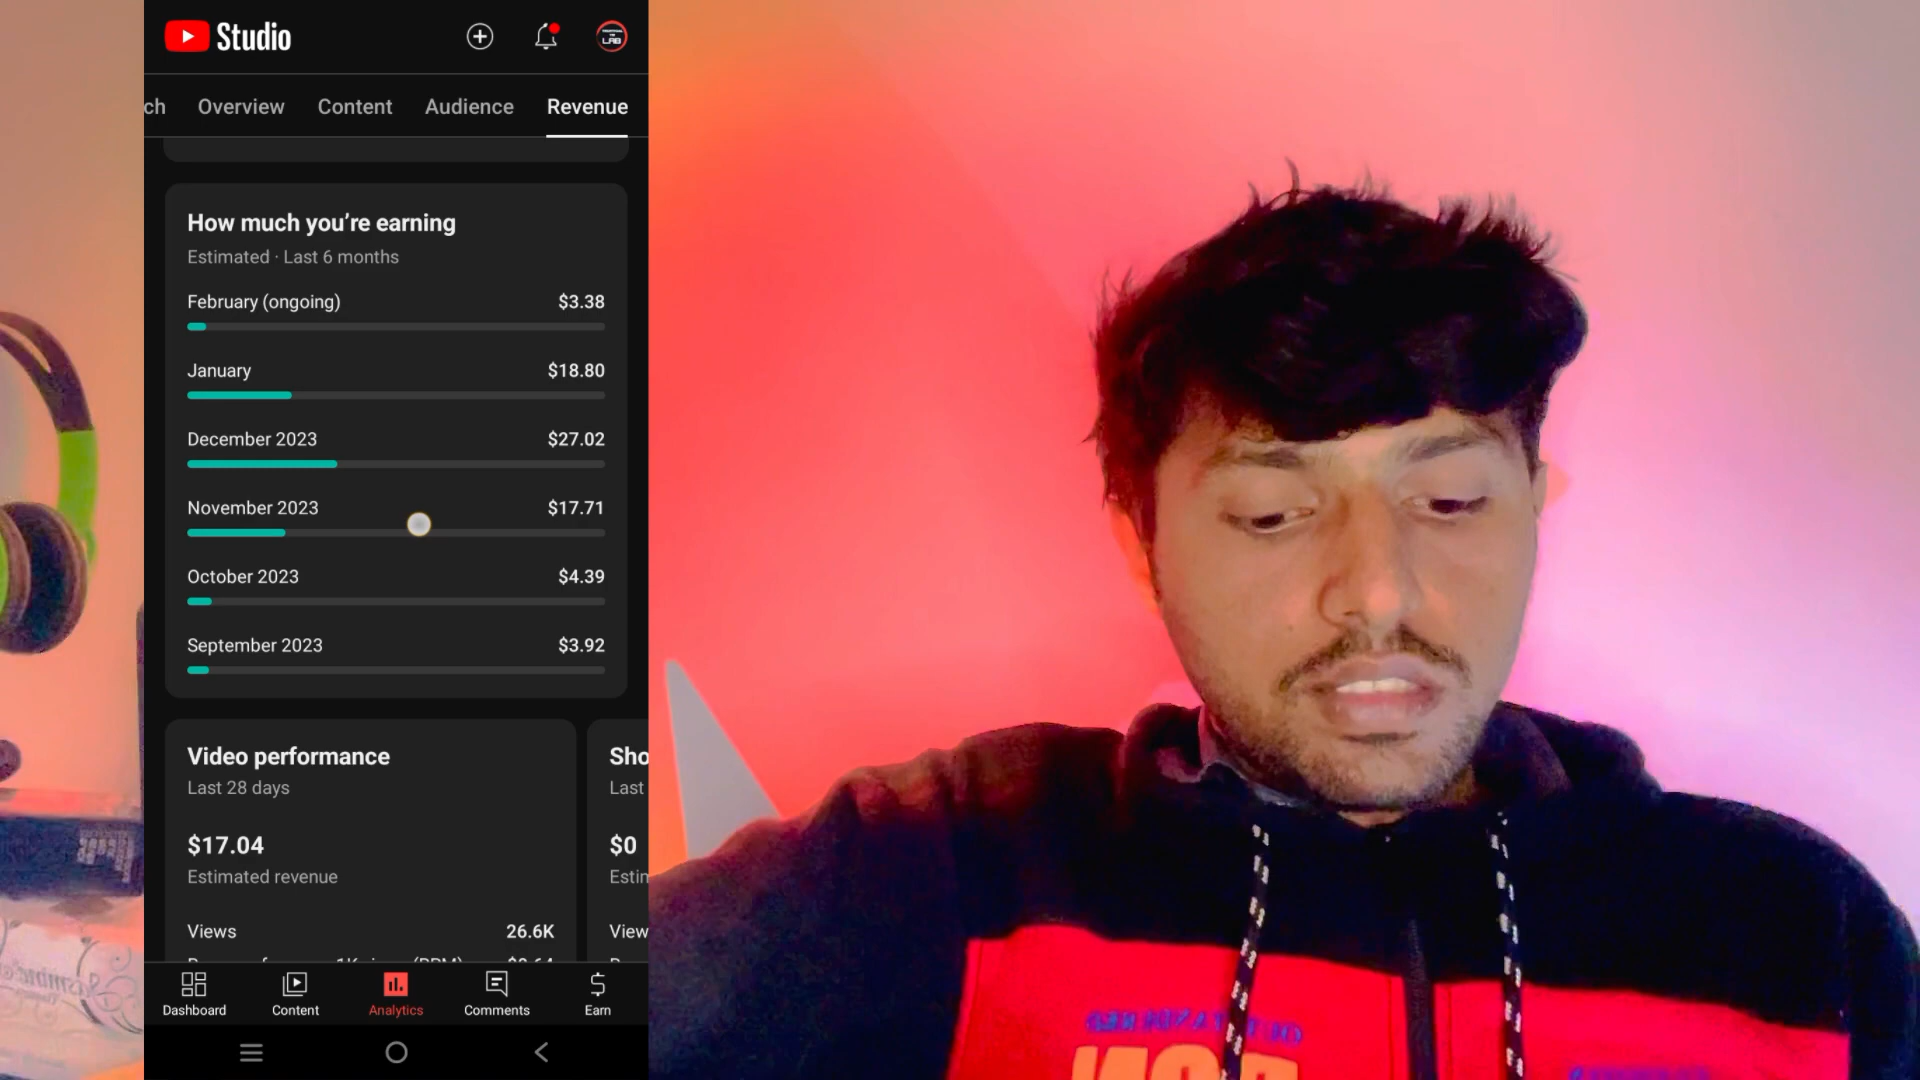 Studio
LAB
ch Overview Content Audience Revenue
How much you’re earning
Estimated · Last 6 months
February (ongoing) $3.38
January $18.80
December 2023 $27.02
November 2023 $17.71
October 2023 $4.39
September 2023 $3.92
Video performance
Last 28 days
$17.04
Estimated revenue
Views 26.6K
Sho
Last
$0
Estin
View
Dashboard Content Analytics Comments Earn